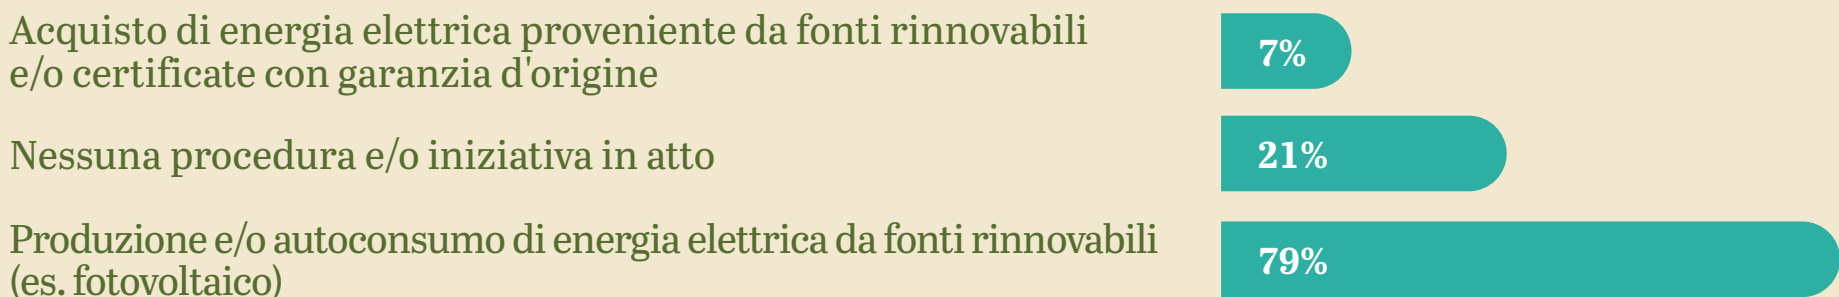 Acquisto di energia elettrica proveniente da fonti rinnovabili
e/o certificate con garanzia d'origine
7%
Nessuna procedura e/o iniziativa in atto
21%
Produzione e/o autoconsumo di energia elettrica da fonti rinnovabili
(es. fotovoltaico)
79%